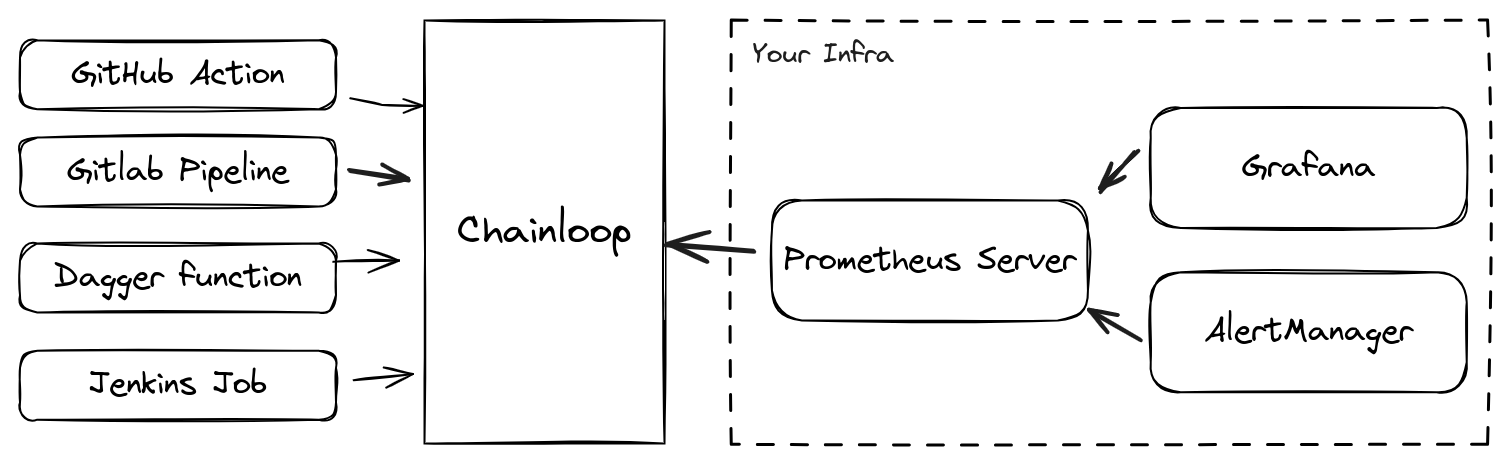 GitHub Action
Gitlab Pipeline
Dagger function
Jenkins Job
Chainloop
Your Infra
Prometheus Server
Grafana
AlertManager